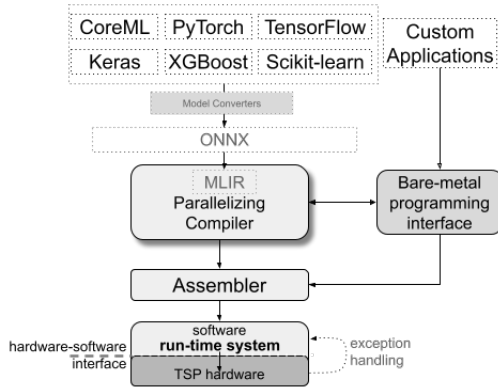 CoreML PyTorch TensorFlow
Keras XGBoost Scikit-learn
Custom
Applications
Model Converters
ONNX
MLIR
Parallelizing
Compiler
Bare-metal
programming
interface
Assembler
software
run-time system
TSP hardware
hardware-software
interface
exception
handling